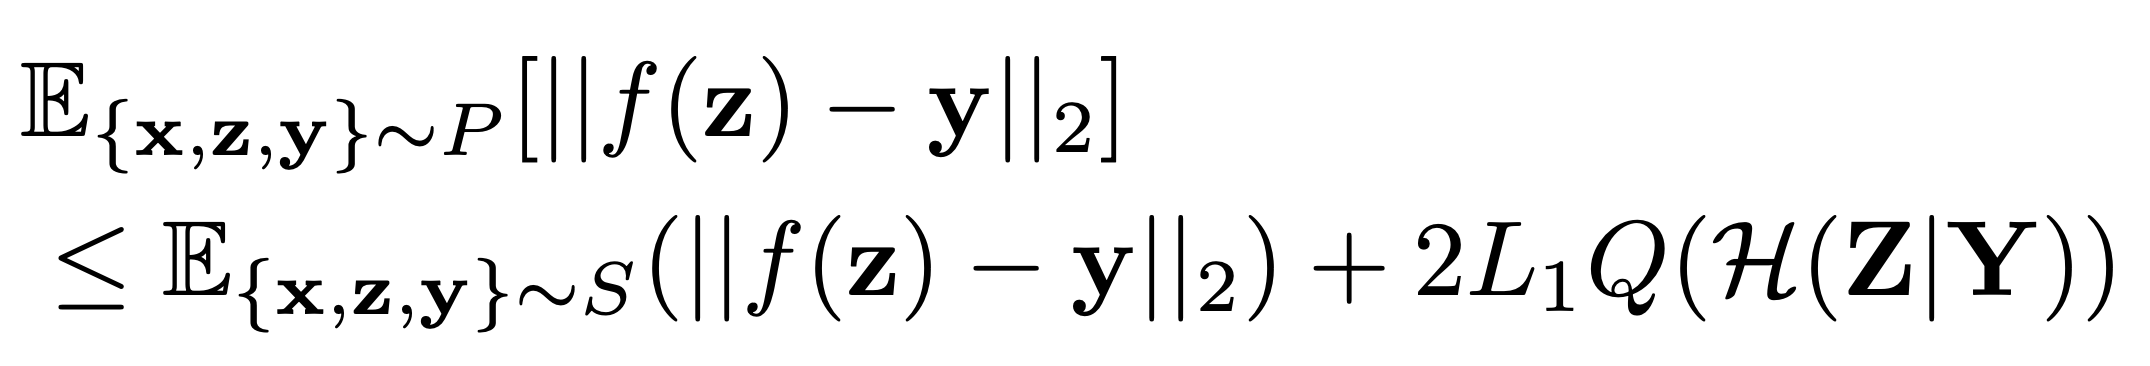 𝔼_{{𝐱,𝐳,𝐲}∼P}[||f(𝐳) − 𝐲||₂]
≤ 𝔼_{{𝐱,𝐳,𝐲}∼S}(||f(𝐳) − 𝐲||₂) + 2L₁Q(ℋ(𝐙|𝐘))